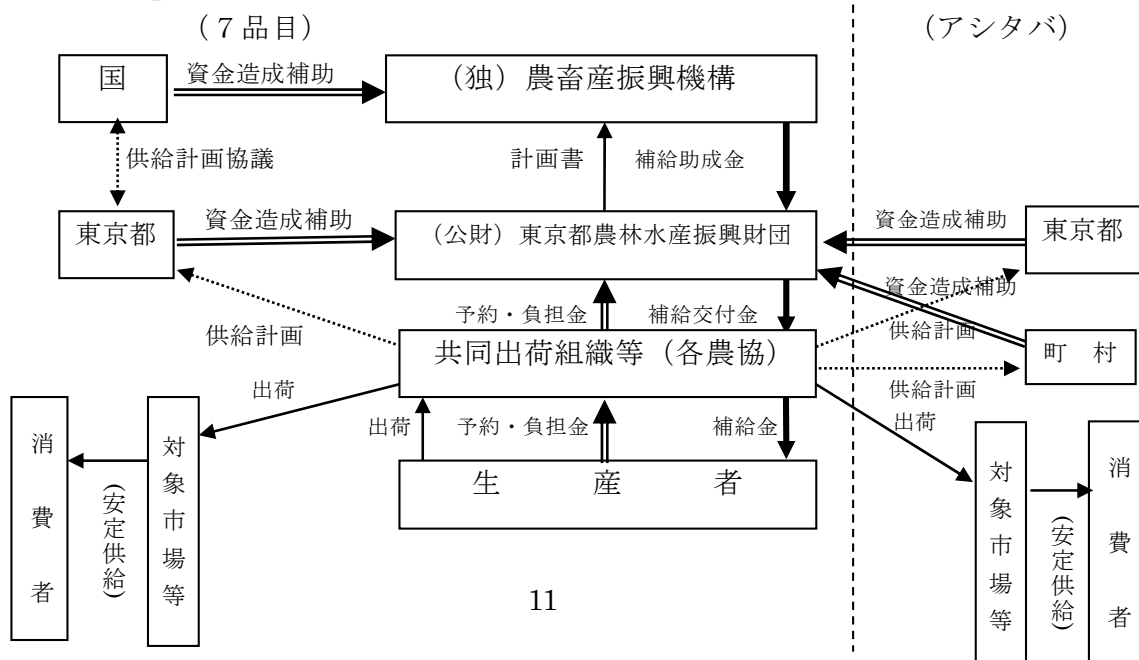 （7品目）
（アシタバ）
国
資金造成補助
（独）農畜産振興機構
供給計画協議
計画書
補給助成金
東京都
資金造成補助
（公財）東京都農林水産振興財団
資金造成補助
東京都
資金造成補助
供給計画
予約・負担金
補給交付金
供給計画
共同出荷組織等（各農協）
町　村
供給計画
出荷
出荷
予約・負担金
補給金
出荷
生　産　者
消費者
(安定供給)
対象市場等
対象市場等
(安定供給)
消費者
11